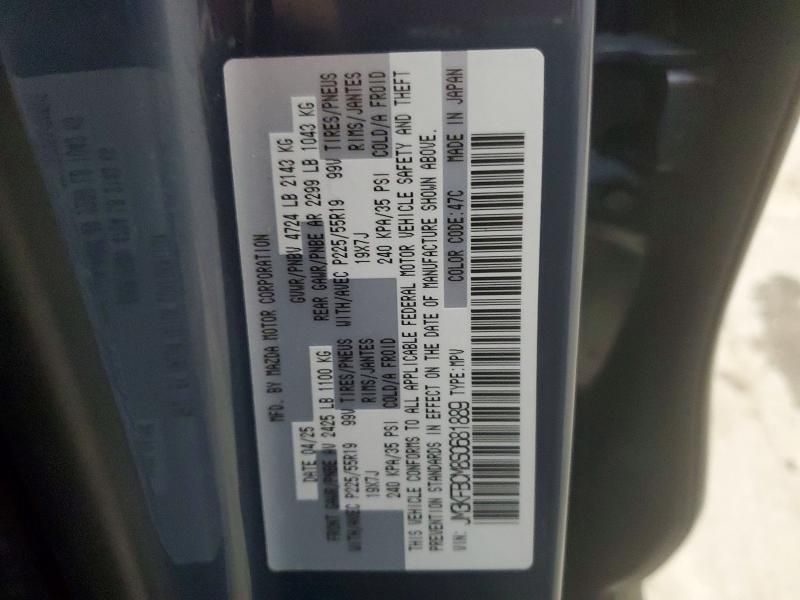 MFD. BY MAZDA MOTOR CORPORATION
DATE 04/25 GVWR/PNBV 4724 LB 2143 KG
FRONT GAWR/PNBE AV 2425 LB 1100 KG REAR GAWR/PNBE AR 2299 LB 1043 KG
WITH/AVEC P225/55R19 99V TIRES/PNEUS WITH/AVEC P225/55R19 99V TIRES/PNEUS
19X7J RIMS/JANTES 19X7J RIMS/JANTES
240 KPA/35 PSI COLD/A FROID 240 KPA/35 PSI COLD/A FROID
THIS VEHICLE CONFORMS TO ALL APPLICABLE FEDERAL MOTOR VEHICLE SAFETY AND THEFT
PREVENTION STANDARDS IN EFFECT ON THE DATE OF MANUFACTURE SHOWN ABOVE.
VIN: JM3KFBCM8S0681889 TYPE:MPV COLOR CODE:47C MADE IN JAPAN